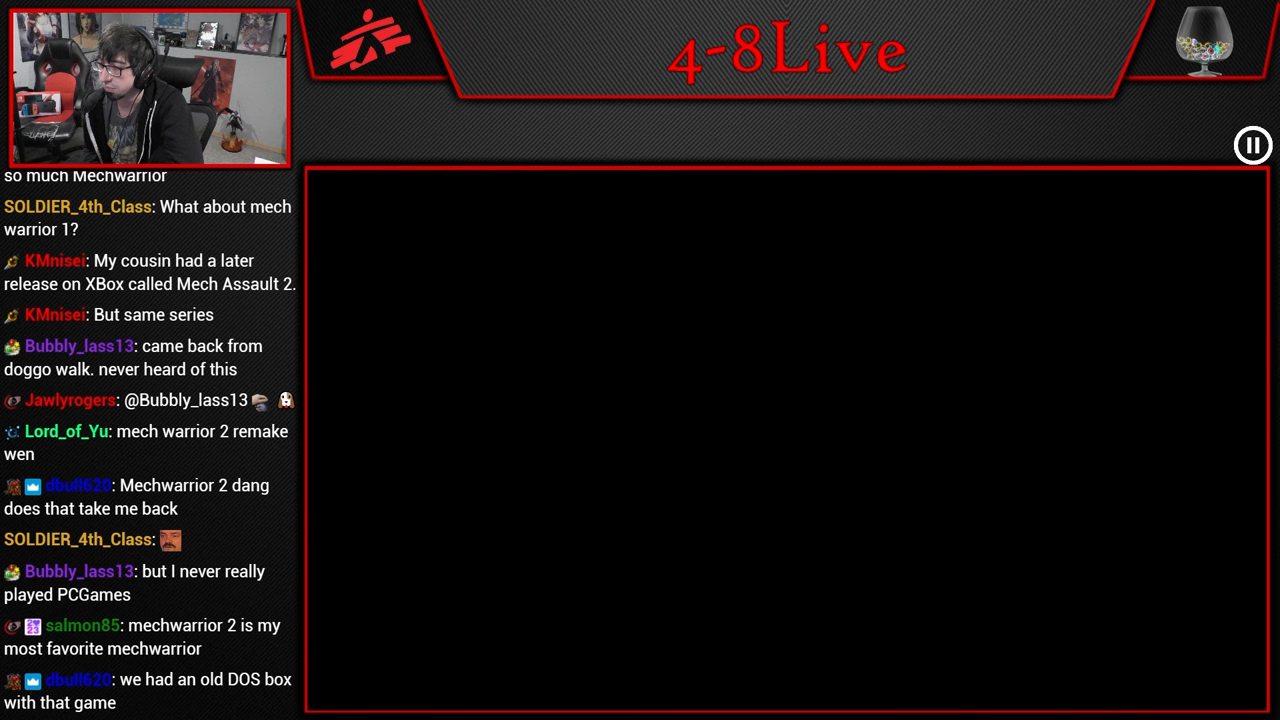 4-8Live
so much Mechwarrior
SOLDIER_4th_Class: What about mech
warrior 1?
KMnisei: My cousin had a later
release on XBox called Mech Assault 2.
KMnisei: But same series
Bubbly_lass13: came back from
doggo walk. never heard of this
Jawlyrogers: @Bubbly_lass13
Lord_of_Yu: mech warrior 2 remake
wen
dbull620: Mechwarrior 2 dang
does that take me back
SOLDIER_4th_Class:
Bubbly_lass13: but I never really
played PCGames
salmon85: mechwarrior 2 is my
most favorite mechwarrior
dbull620: we had an old DOS box
with that game